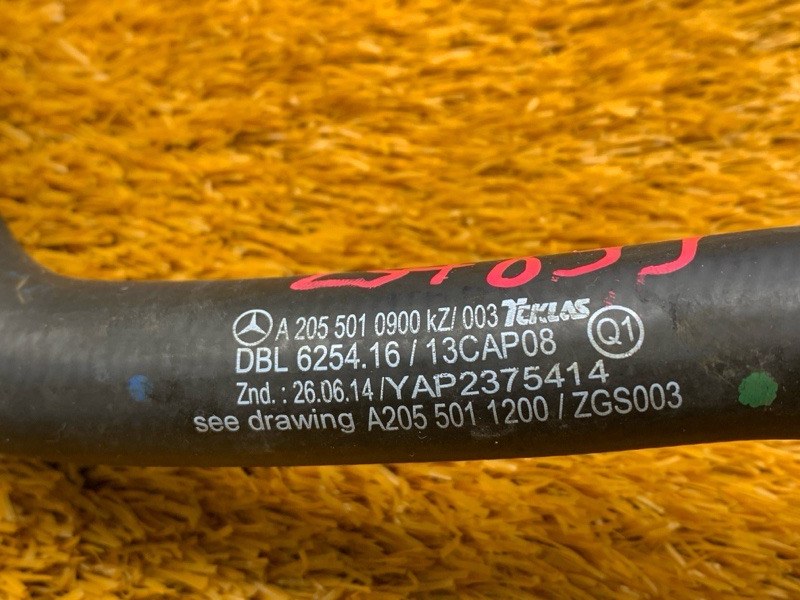 A 205 501 0900 kZ/ 003 TEKLAS
DBL 6254.16 / 13CAP08 Q1
Znd. : 26.06.14 /YAP2375414
see drawing A205 501 1200 / ZGS003